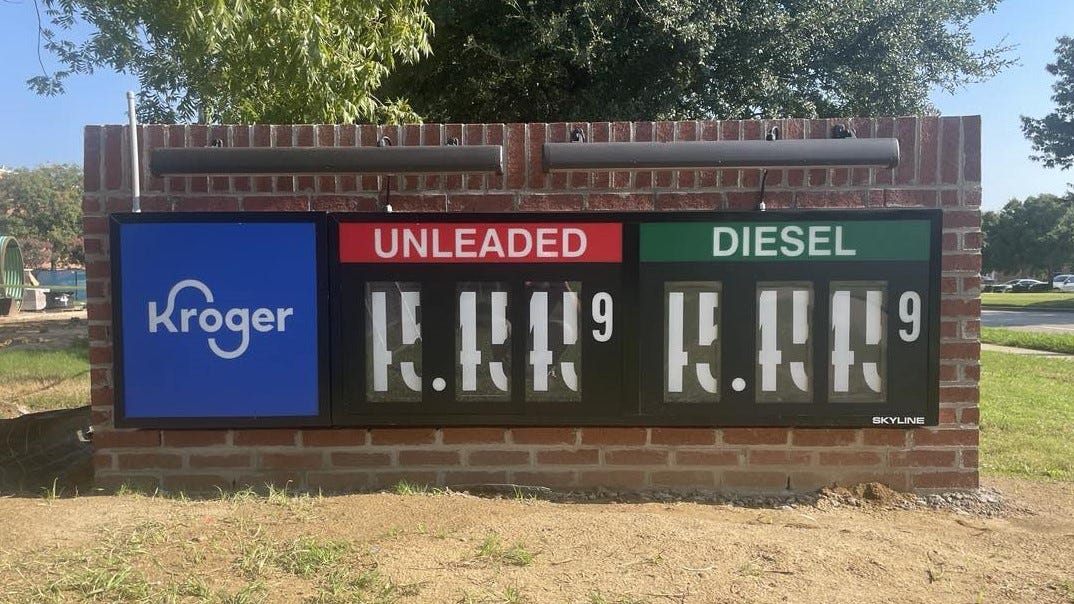 Kroger
UNLEADED
DIESEL
9
9
SKYLINE